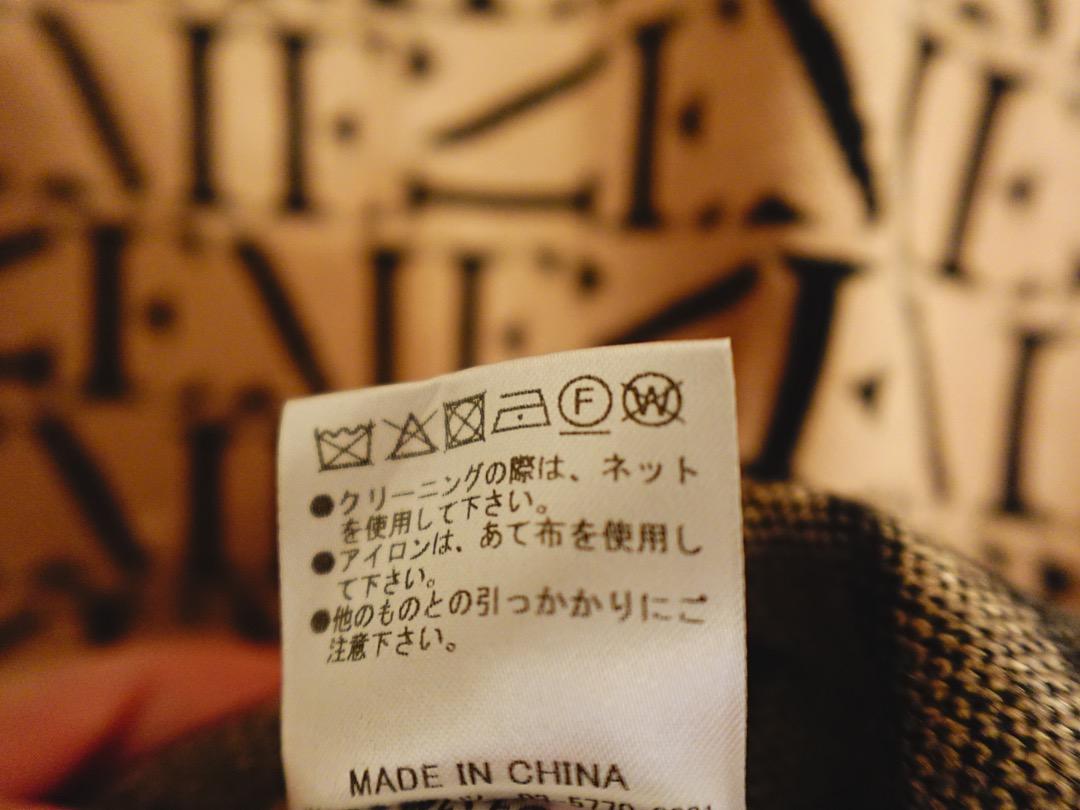 F W
●クリーニングの際は、ネット
を使用して下さい。
●アイロンは、あて布を使用し
て下さい。
●他のものとの引っかかりにご
注意下さい。
MADE IN CHINA